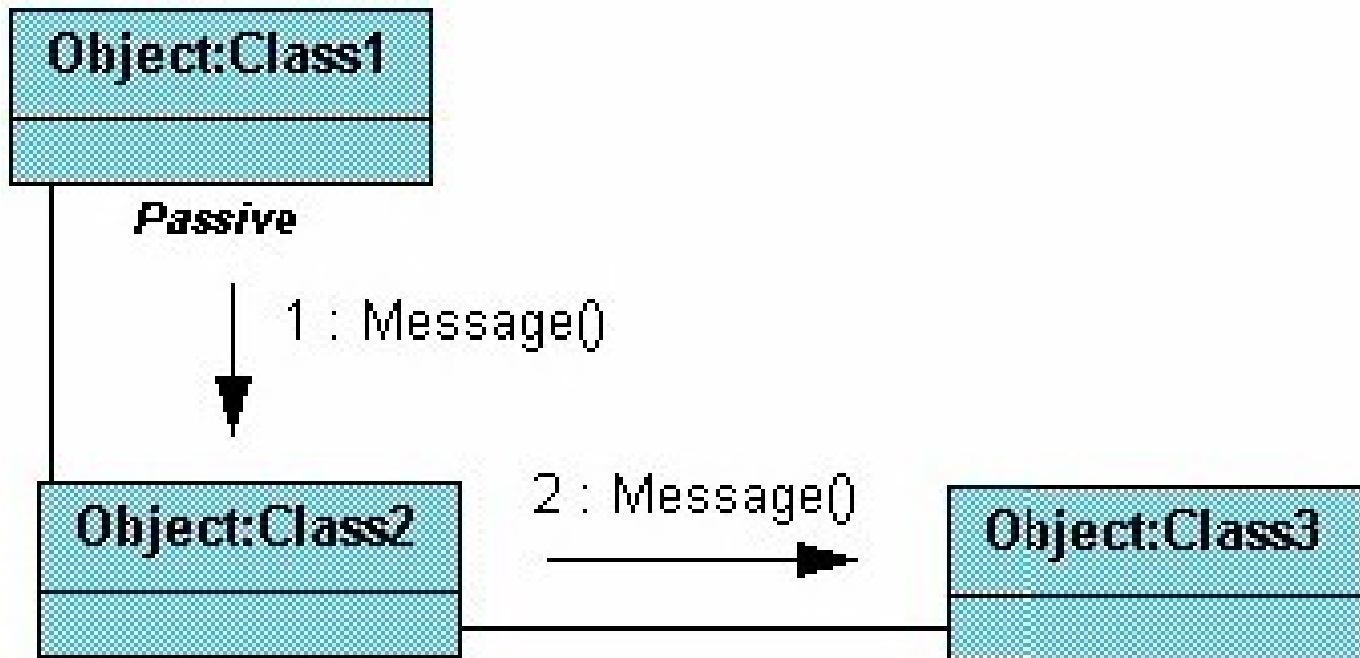 Object:Class1
Passive
1 : Message()
2 : Message()
Object:Class2
Object:Class3